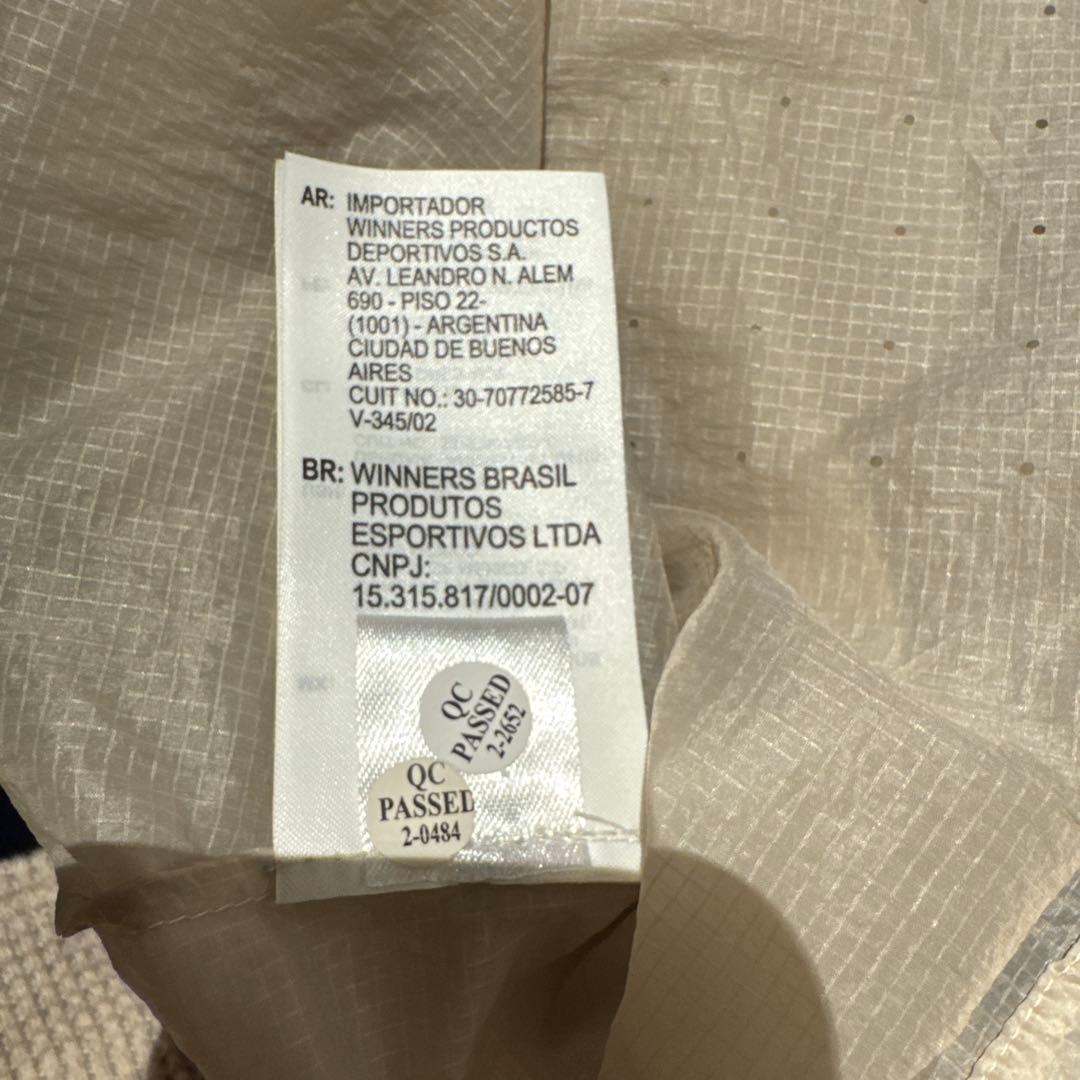 AR: IMPORTADOR
WINNERS PRODUCTOS
DEPORTIVOS S.A.
AV. LEANDRO N. ALEM
690 - PISO 22-
(1001) - ARGENTINA
CIUDAD DE BUENOS
AIRES
CUIT NO.: 30-70772585-7
V-345/02
BR: WINNERS BRASIL
PRODUTOS
ESPORTIVOS LTDA
CNPJ:
15.315.817/0002-07
QC
PASSED
2-2652
QC
PASSED
2-0484